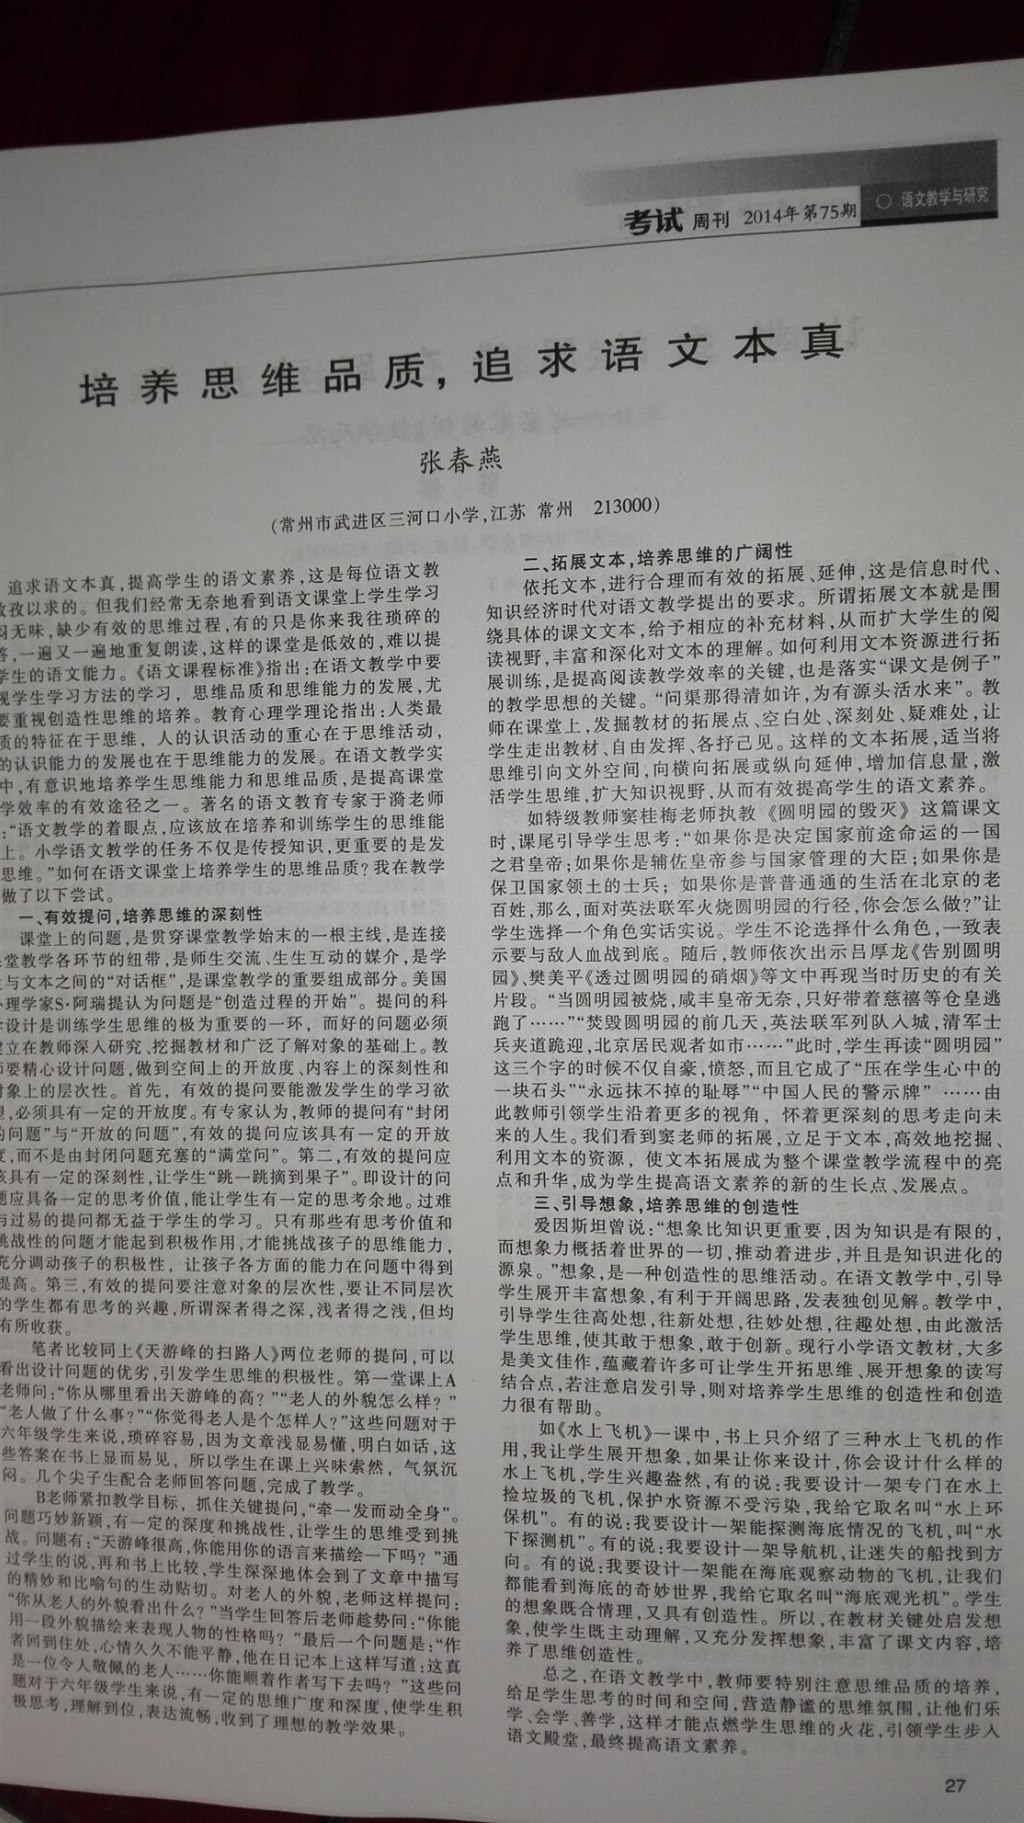 考试 周刊 2014年第75期
○ 语文教学与研究
培养思维品质,追求语文本真
张春燕
(常州市武进区三河口小学,江苏 常州 213000)
追求语文本真,提高学生的语文素养,这是每位语文教
孜以求的。但我们经常无奈地看到语文课堂上学生学习
闷无味,缺少有效的思维过程,有的只是你来我往琐碎的
答,一遍又一遍地重复朗读,这样的课堂是低效的,难以提
学生的语文能力。《语文课程标准》指出:在语文教学中要
视学生学习方法的学习,思维品质和思维能力的发展,尤
要重视创造性思维的培养。教育心理学理论指出:人类最
质的特征在于思维,人的认识活动的重心在于思维活动,
的认识能力的发展也在于思维能力的发展。在语文教学实
中,有意识地培养学生思维能力和思维品质,是提高课堂
学效率的有效途径之一。著名的语文教育专家于漪老师
:“语文教学的着眼点,应该放在培养和训练学生的思维能
上。小学语文教学的任务不仅是传授知识,更重要的是发
思维。”如何在语文课堂上培养学生的思维品质?我在教学
做了以下尝试。
一、有效提问,培养思维的深刻性
课堂上的问题,是贯穿课堂教学始末的一根主线,是连接
堂教学各环节的纽带,是师生交流、生生互动的媒介,是学
与文本之间的“对话框”,是课堂教学的重要组成部分。美国
心理学家S·阿瑞提认为问题是“创造过程的开始”。提问的科
学设计是训练学生思维的极为重要的一环,而好的问题必须
建立在教师深入研究、挖掘教材和广泛了解对象的基础上。教
师要精心设计问题,做到空间上的开放度、内容上的深刻性和
对象上的层次性。首先,有效的提问要能激发学生的学习欲
望,必须具有一定的开放度。有专家认为,教师的提问有“封闭
的问题”与“开放的问题”,有效的提问应该具有一定的开放
度,而不是由封闭问题充塞的“满堂问”。第二,有效的提问应
该具有一定的深刻性,让学生“跳一跳摘到果子”。即设计的问
题应具备一定的思考价值,能让学生有一定的思考余地。过难
与过易的提问都无益于学生的学习。只有那些有思考价值和
挑战性的问题才能起到积极作用,才能挑战孩子的思维能力,
充分调动孩子的积极性,让孩子各方面的能力在问题中得到
提高。第三,有效的提问要注意对象的层次性,要让不同层次
的学生都有思考的兴趣,所谓深者得之深,浅者得之浅,但均
有所收获。
笔者比较同上《天游峰的扫路人》两位老师的提问,可以
看出设计问题的优劣,引发学生思维的积极性。第一堂课上A
老师问:“你从哪里看出天游峰的高?”“老人的外貌怎么样?”
“老人做了什么事?”“你觉得老人是个怎样人?”这些问题对于
六年级学生来说,琐碎容易,因为文章浅显易懂,明白如话,这
些答案在书上显而易见,所以学生在课上兴味索然,气氛沉
闷。几个尖子生配合老师回答问题,完成了教学。
B老师紧扣教学目标,抓住关键提问,“牵一发而动全身”。
问题巧妙新颖,有一定的深度和挑战性,让学生的思维受到挑
战。问题有:“天游峰很高,你能用你的语言来描绘一下吗?”通
过学生的说,再和书上比较,学生深深地体会到了文章中描写
的精妙和比喻句的生动贴切。对老人的外貌,老师这样提问:
“你从老人的外貌看出什么?”当学生回答后老师趁势问:“你能
用一段外貌描绘来表现人物的性格吗?”最后一个问题是:“作
者回到住处,心情久久不能平静,他在日记本上这样写道:这真
是一位令人敬佩的老人……你能顺着作者写下去吗?”这些问
题对于六年级学生来说,有一定的思维广度和深度,使学生积
极思考,理解到位,表达流畅,收到了理想的教学效果。
二、拓展文本,培养思维的广阔性
依托文本,进行合理而有效的拓展、延伸,这是信息时代、
知识经济时代对语文教学提出的要求。所谓拓展文本就是围
绕具体的课文文本,给予相应的补充材料,从而扩大学生的阅
读视野,丰富和深化对文本的理解。如何利用文本资源进行拓
展训练,是提高阅读教学效率的关键,也是落实“课文是例子”
的教学思想的关键。“问渠那得清如许,为有源头活水来”。教
师在课堂上,发掘教材的拓展点、空白处、深刻处、疑难处,让
学生走出教材、自由发挥、各抒己见。这样的文本拓展,适当将
思维引向文外空间,向横向拓展或纵向延伸,增加信息量,激
活学生思维,扩大知识视野,从而有效提高学生的语文素养。
如特级教师窦桂梅老师执教《圆明园的毁灭》这篇课文
时,课尾引导学生思考:“如果你是决定国家前途命运的一国
之君皇帝;如果你是辅佐皇帝参与国家管理的大臣;如果你是
保卫国家领土的士兵;如果你是普普通通的生活在北京的老
百姓,那么,面对英法联军火烧圆明园的行径,你会怎么做?”让
学生选择一个角色实话实说。学生不论选择什么角色,一致表
示要与敌人血战到底。随后,教师依次出示吕厚龙《告别圆明
园》、樊美平《透过圆明园的硝烟》等文中再现当时历史的有关
片段。“当圆明园被烧,咸丰皇帝无奈,只好带着慈禧等仓皇逃
跑了……”“焚毁圆明园的前几天,英法联军列队入城,清军士
兵夹道跪迎,北京居民观者如市……”此时,学生再读“圆明园”
这三个字的时候不仅自豪,愤怒,而且它成了“压在学生心中的
一块石头”“永远抹不掉的耻辱”“中国人民的警示牌”……由
此教师引领学生沿着更多的视角,怀着更深刻的思考走向未
来的人生。我们看到窦老师的拓展,立足于文本,高效地挖掘、
利用文本的资源,使文本拓展成为整个课堂教学流程中的亮
点和升华,成为学生提高语文素养的新的生长点、发展点。
三、引导想象,培养思维的创造性
爱因斯坦曾说:“想象比知识更重要,因为知识是有限的,
而想象力概括着世界的一切,推动着进步,并且是知识进化的
源泉。”想象,是一种创造性的思维活动。在语文教学中,引导
学生展开丰富想象,有利于开阔思路,发表独创见解。教学中,
引导学生往高处想,往新处想,往妙处想,往趣处想,由此激活
学生思维,使其敢于想象,敢于创新。现行小学语文教材,大多
是美文佳作,蕴藏着许多可让学生开拓思维、展开想象的读写
结合点,若注意启发引导,则对培养学生思维的创造性和创造
力很有帮助。
如《水上飞机》一课中,书上只介绍了三种水上飞机的作
用,我让学生展开想象,如果让你来设计,你会设计什么样的
水上飞机,学生兴趣盎然,有的说:我要设计一架专门在水上
捡垃圾的飞机,保护水资源不受污染,我给它取名叫“水上环
保机”。有的说:我要设计一架能探测海底情况的飞机,叫“水
下探测机”。有的说:我要设计一架导航机,让迷失的船找到方
向。有的说:我要设计一架能在海底观察动物的飞机,让我们
都能看到海底的奇妙世界,我给它取名叫“海底观光机”。学生
的想象既合情理,又具有创造性。所以,在教材关键处启发想
象,使学生既主动理解,又充分发挥想象,丰富了课文内容,培
养了思维创造性。
总之,在语文教学中,教师要特别注意思维品质的培养,
给足学生思考的时间和空间,营造静谧的思维氛围,让他们乐
学、会学、善学,这样才能点燃学生思维的火花,引领学生步入
语文殿堂,最终提高语文素养。
27